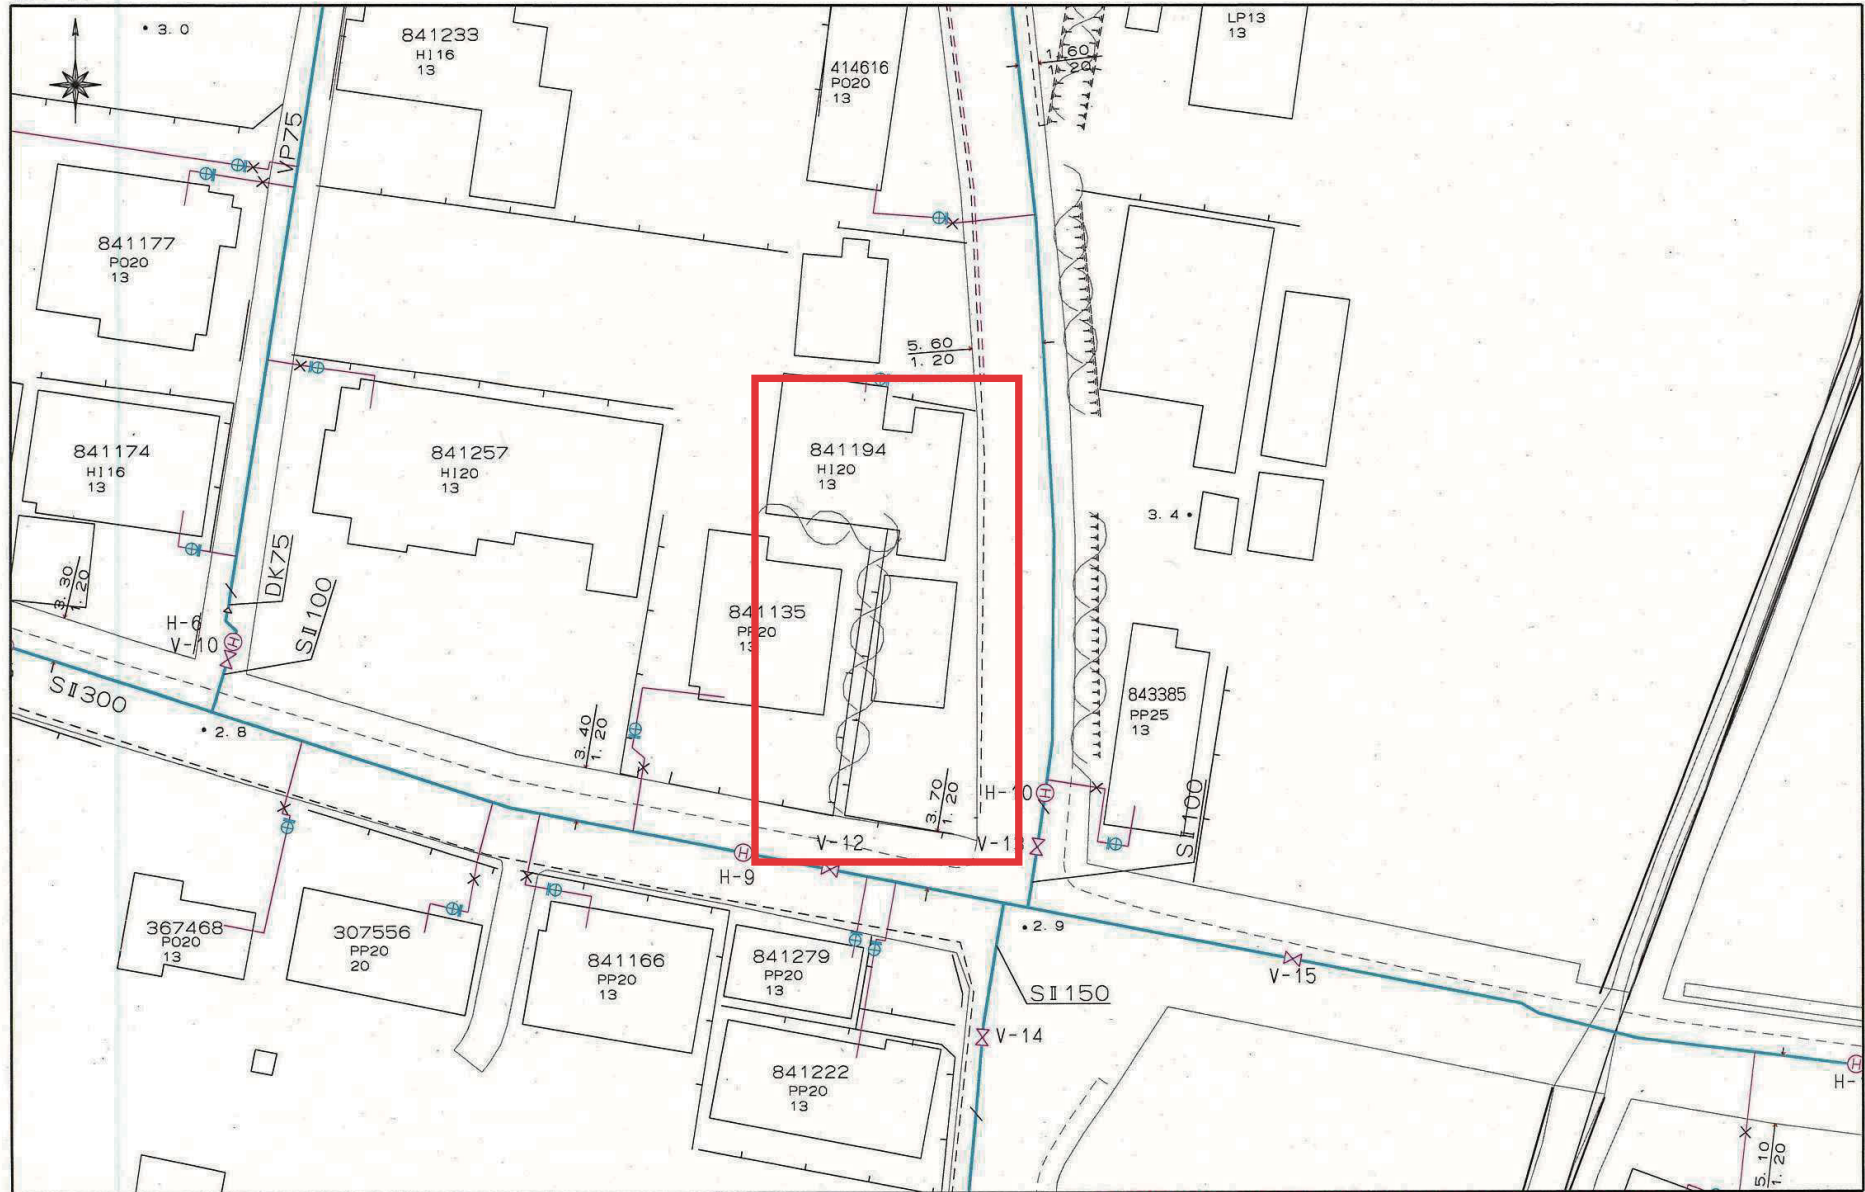 3. 0
841233
HI16
13
414616
PO20
13
1. 60
1. 20
LP13
13
VP75
841177
PO20
13
5. 60
1. 20
841174
HI16
13
841257
HI20
13
841194
HI20
13
3. 4
DK75
SⅡ100
3. 30
1. 20
H-6
V-10
841135
PP20
13
843385
PP25
13
SⅡ300
2. 8
3. 40
1. 20
3. 70
1. 20
H-10
SⅡ100
V-12
V-13
H-9
367468
PO20
13
307556
PP20
20
841166
PP20
13
841279
PP20
13
2. 9
V-15
SⅡ150
V-14
841222
PP20
13
H-
5. 10
1. 20